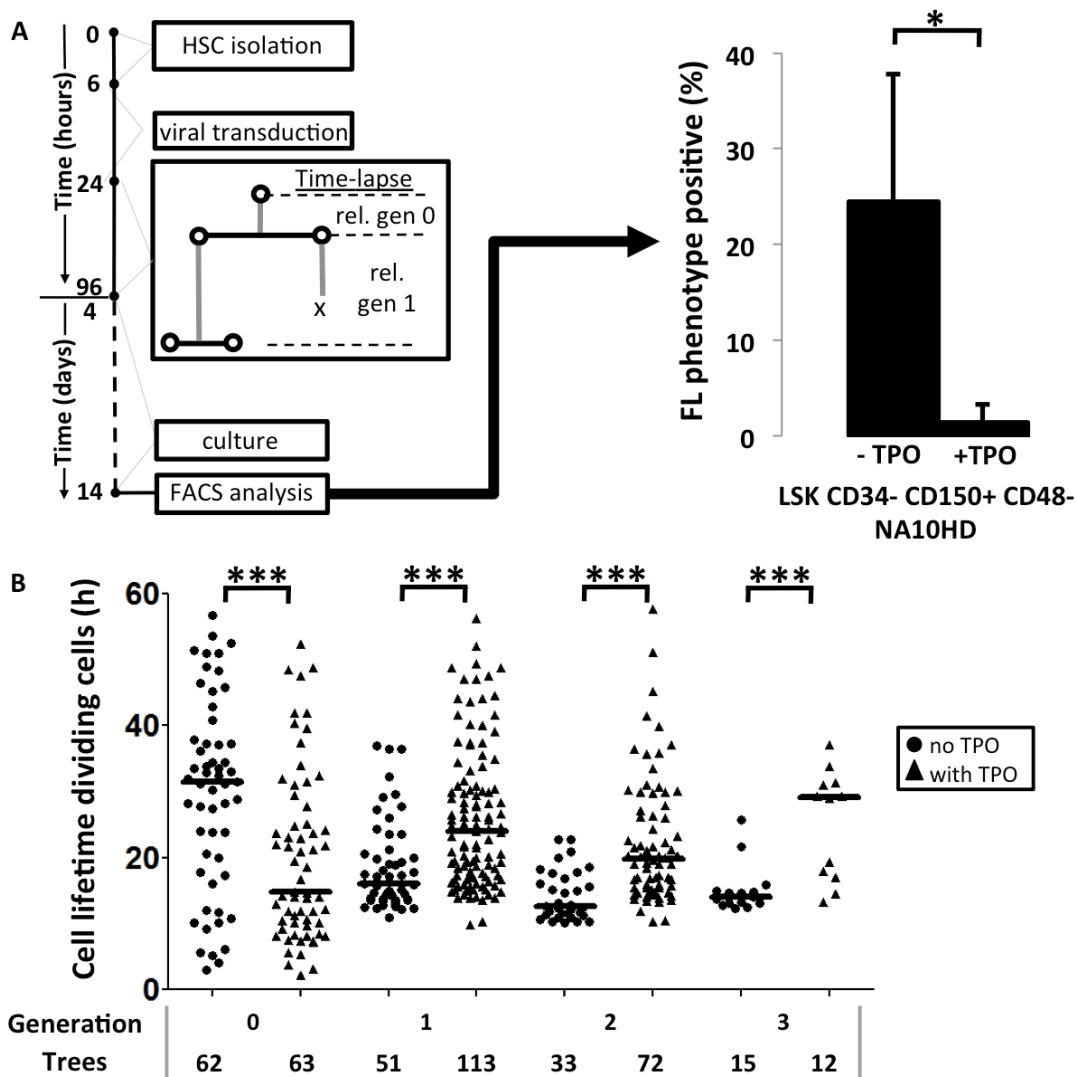 A
Time (hours)
0
6
24
96
4
Time (days)
14
HSC isolation
viral transduction
Time-lapse
rel. gen 0
rel.
gen 1
x
culture
FACS analysis
*
FL phenotype positive (%)
40
30
20
10
0
- TPO +TPO
LSK CD34- CD150+ CD48-
NA10HD
B
Cell lifetime dividing cells (h)
60
40
20
0
*** *** *** ***
no TPO
with TPO
Generation 0 1 2 3
Trees 62 63 51 113 33 72 15 12